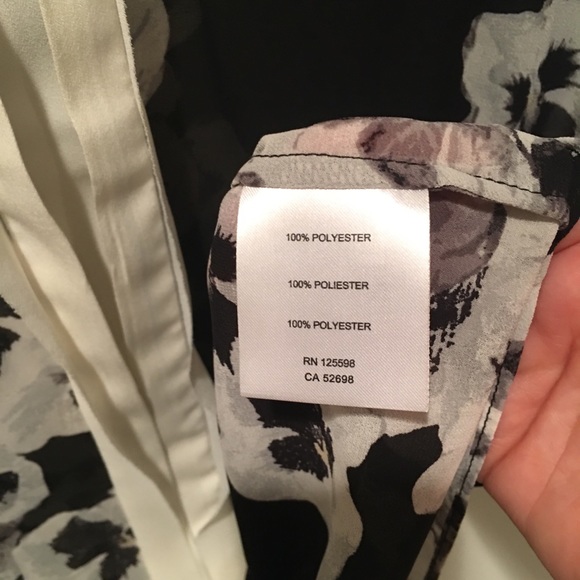 100% POLYESTER
100% POLIESTER
100% POLYESTER
RN 125598
CA 52698